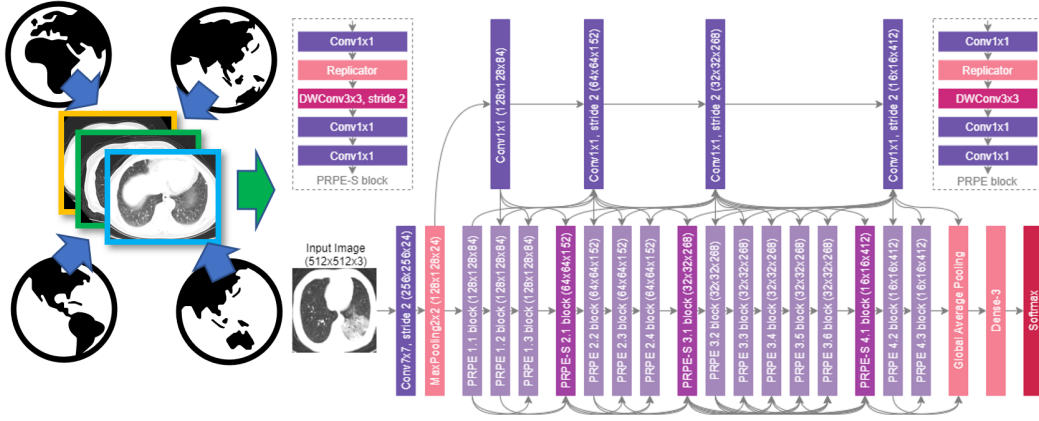 Conv1x1
Replicator
DWConv3x3, stride 2
Conv1x1
Conv1x1
PRPE-S block
Conv1x1 (128x128x84)
Conv1x1, stride 2 (64x64x152)
Conv1x1, stride 2 (32x32x268)
Conv1x1, stride 2 (16x16x412)
Conv1x1
Replicator
DWConv3x3
Conv1x1
Conv1x1
PRPE block
Input Image
(512x512x3)
Conv7x7, stride 2 (256x256x24)
MaxPooling2x2 (128x128x24)
PRPE 1.1 block (128x128x84)
PRPE 1.2 block (128x128x84)
PRPE 1.3 block (128x128x84)
PRPE-S 2.1 block (64x64x152)
PRPE 2.2 block (64x64x152)
PRPE 2.3 block (64x64x152)
PRPE 2.4 block (64x64x152)
PRPE-S 3.1 block (32x32x268)
PRPE 3.2 block (32x32x268)
PRPE 3.3 block (32x32x268)
PRPE 3.4 block (32x32x268)
PRPE 3.5 block (32x32x268)
PRPE 3.6 block (32x32x268)
PRPE-S 4.1 block (16x16x412)
PRPE 4.2 block (16x16x412)
PRPE 4.3 block (16x16x412)
Global Average Pooling
Dense-3
Softmax